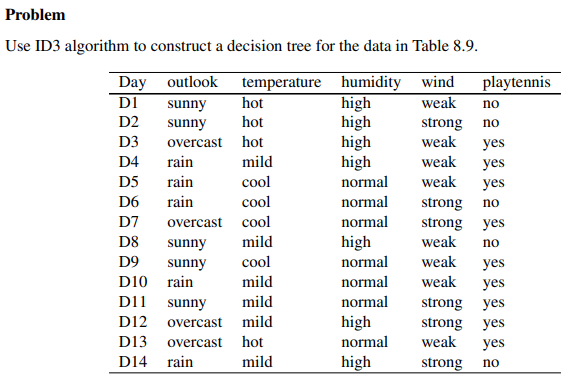 Problem
Use ID3 algorithm to construct a decision tree for the data in Table 8.9.
Day outlook temperature humidity wind playtennis
D1 sunny hot high weak no
D2 sunny hot high strong no
D3 overcast hot high weak yes
D4 rain mild high weak yes
D5 rain cool normal weak yes
D6 rain cool normal strong no
D7 overcast cool normal strong yes
D8 sunny mild high weak no
D9 sunny cool normal weak yes
D10 rain mild normal weak yes
D11 sunny mild normal strong yes
D12 overcast mild high strong yes
D13 overcast hot normal weak yes
D14 rain mild high strong no